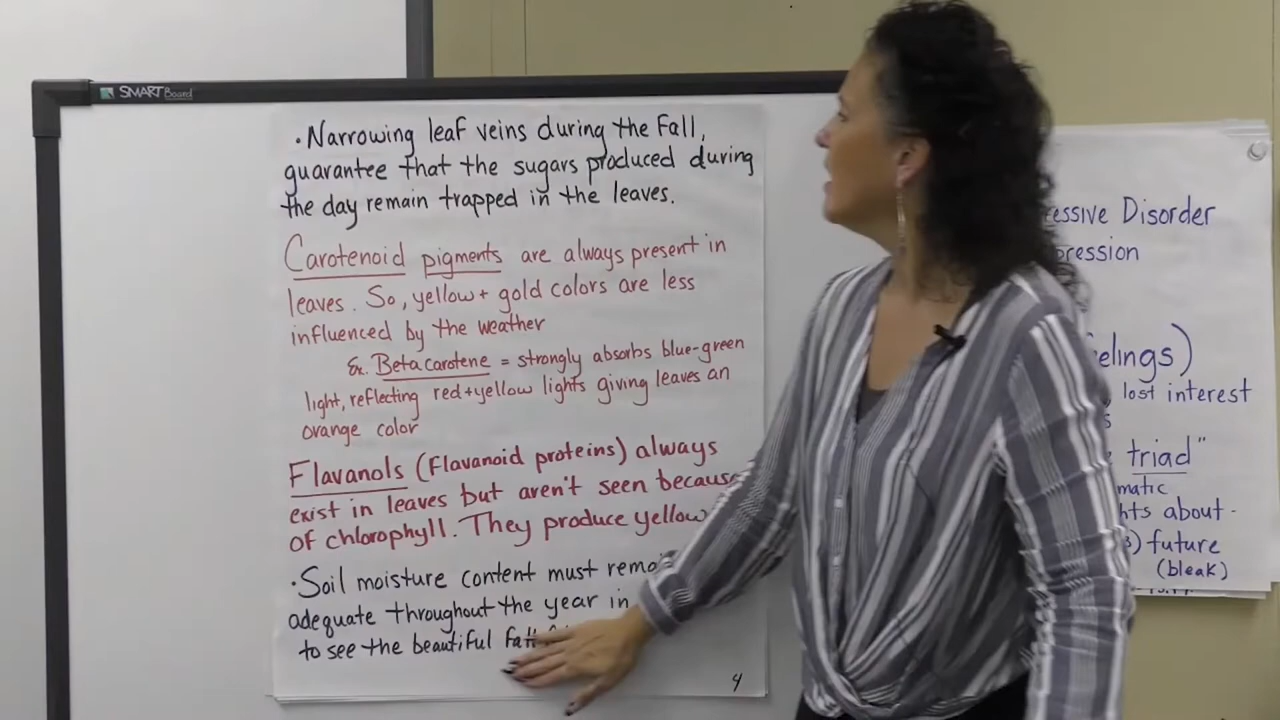 SMART Board
• Narrowing leaf veins during the Fall,
guarantee that the sugars produced during
the day remain trapped in the leaves.
Carotenoid pigments are always present in
leaves. So, yellow + gold colors are less
influenced by the weather
Ex. Beta carotene = strongly absorbs blue-green
light, reflecting red + yellow lights giving leaves an
orange color
Flavanols (Flavanoid proteins) always
exist in leaves but aren't seen because
of chlorophyll. They produce yellow
• Soil moisture content must rema
adequate throughout the year in
to see the beautiful fall
4
essive Disorder
pression
elings)
lost interest
triad"
matic
hts about -
3) future
(bleak)